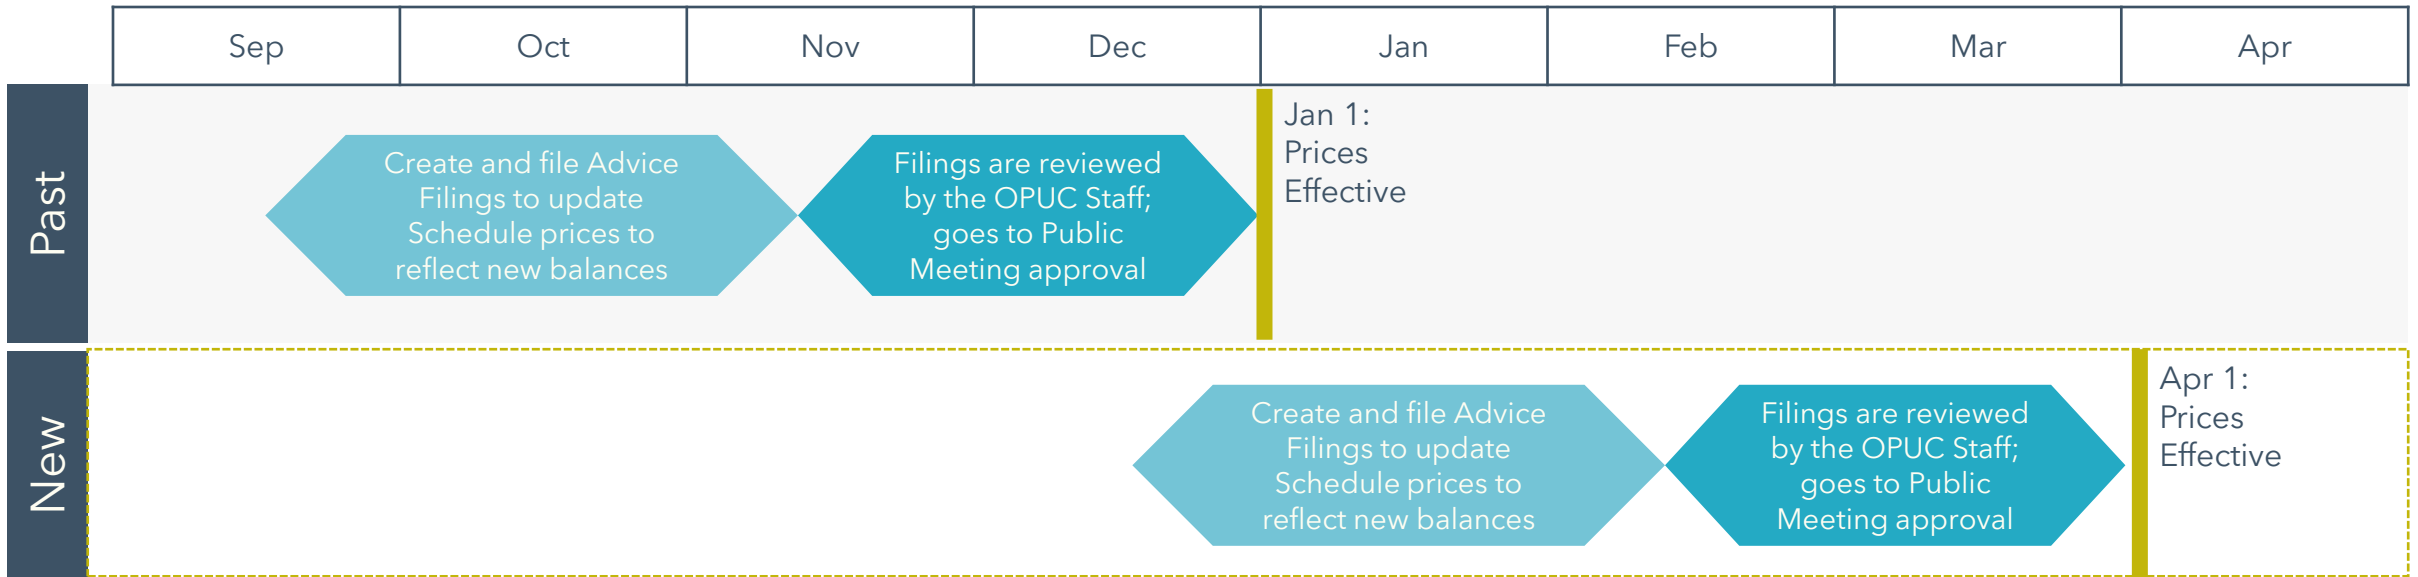 Sep Oct Nov Dec Jan Feb Mar Apr
Past
Create and file Advice
Filings to update
Schedule prices to
reflect new balances
Filings are reviewed
by the OPUC Staff;
goes to Public
Meeting approval
Jan 1:
Prices
Effective
New
Create and file Advice
Filings to update
Schedule prices to
reflect new balances
Filings are reviewed
by the OPUC Staff;
goes to Public
Meeting approval
Apr 1:
Prices
Effective